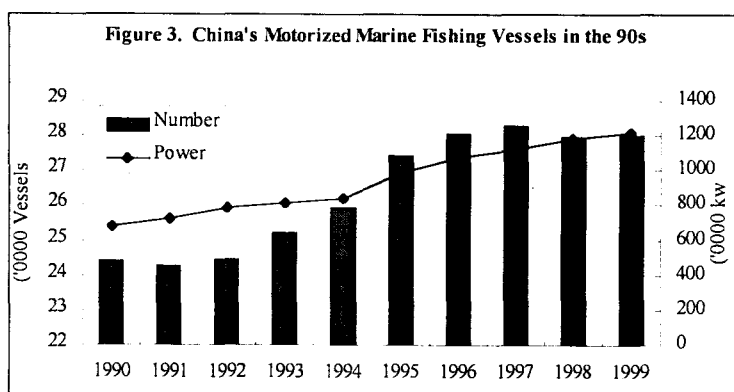 Figure 3. China's Motorized Marine Fishing Vessels in the 90s
29
28
27
26
25
24
23
22
('0000 Vessels
Number
Power
1400
1200
1000
800
600
400
200
0
('0000 kw
1990 1991 1992 1993 1994 1995 1996 1997 1998 1999